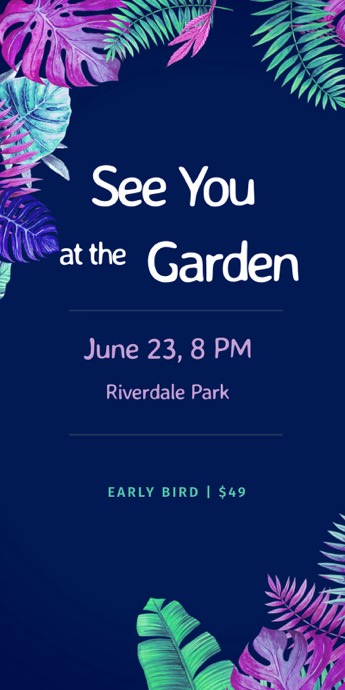 See You
at the Garden
June 23, 8 PM
Riverdale Park
EARLY BIRD | $49